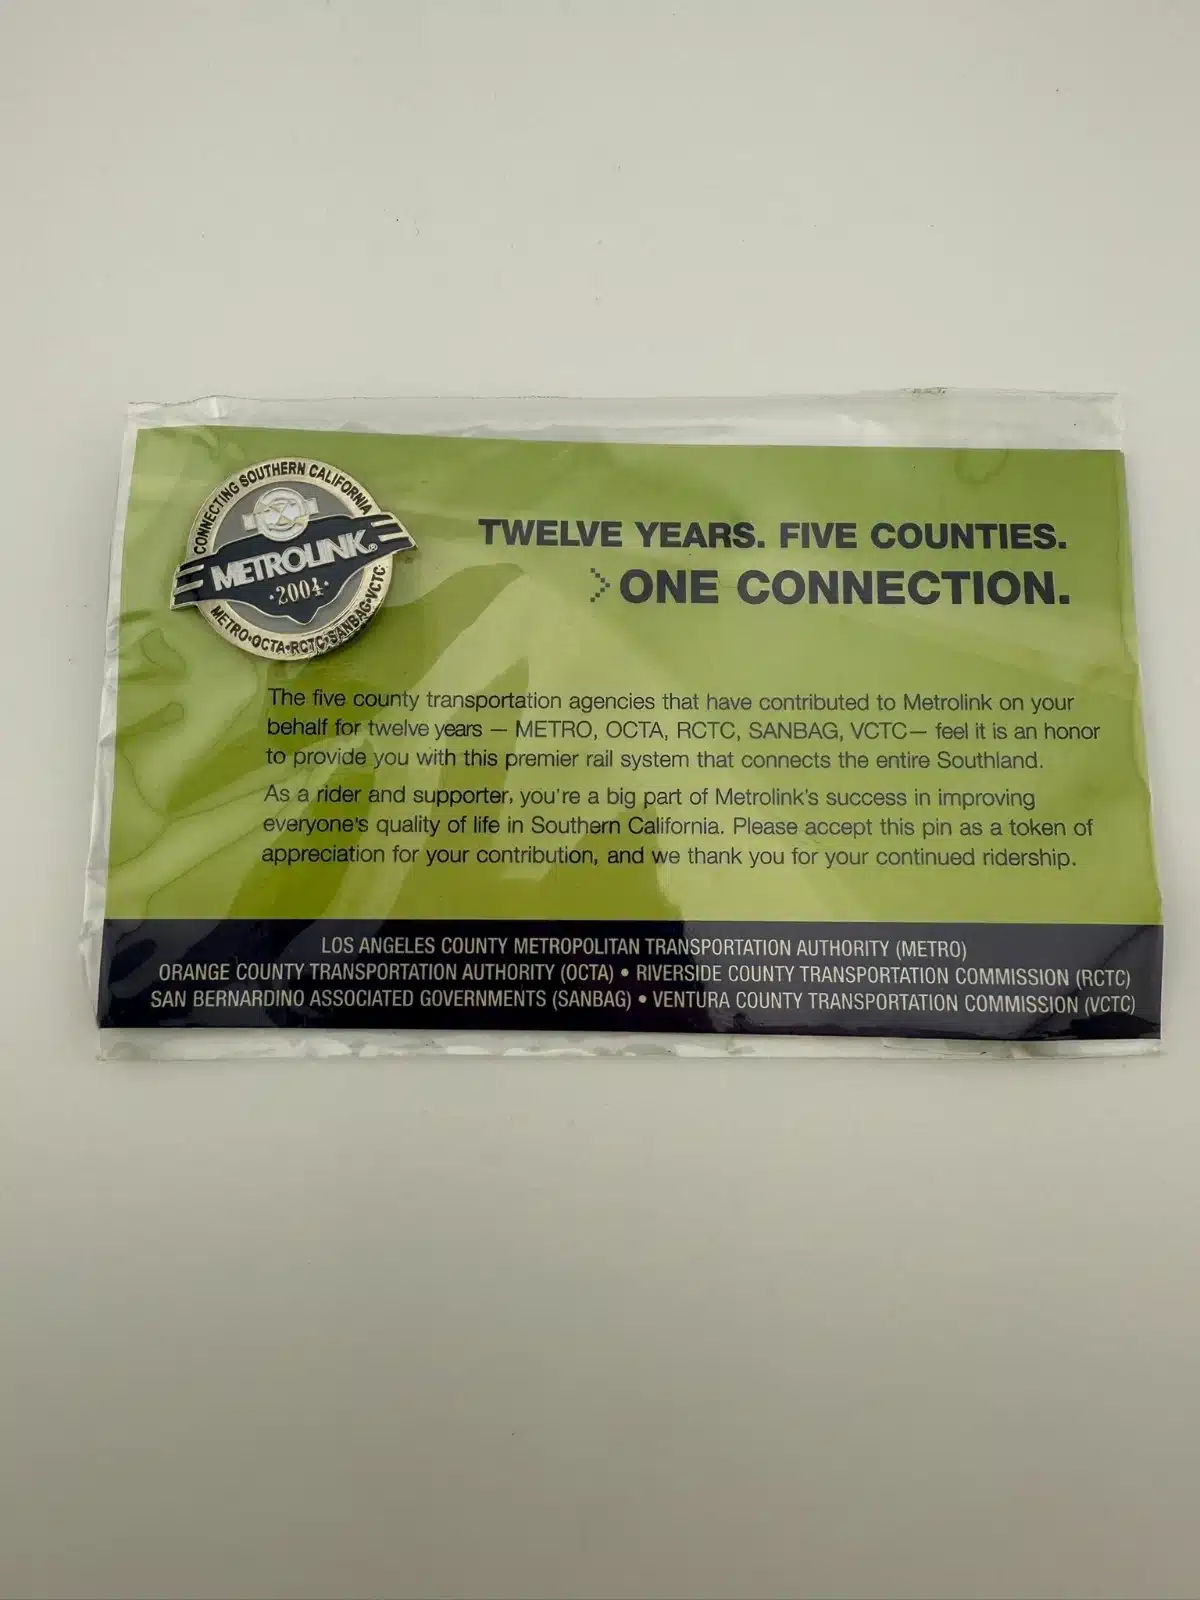 CONNECTING SOUTHERN CALIFORNIA
METROLINK®
·2004·
METRO•OCTA•RCTC•SANBAG•VCTC
TWELVE YEARS. FIVE COUNTIES.
ONE CONNECTION.
The five county transportation agencies that have contributed to Metrolink on your
behalf for twelve years — METRO, OCTA, RCTC, SANBAG, VCTC— feel it is an honor
to provide you with this premier rail system that connects the entire Southland.
As a rider and supporter, you're a big part of Metrolink's success in improving
everyone's quality of life in Southern California. Please accept this pin as a token of
appreciation for your contribution, and we thank you for your continued ridership.
LOS ANGELES COUNTY METROPOLITAN TRANSPORTATION AUTHORITY (METRO)
ORANGE COUNTY TRANSPORTATION AUTHORITY (OCTA) • RIVERSIDE COUNTY TRANSPORTATION COMMISSION (RCTC)
SAN BERNARDINO ASSOCIATED GOVERNMENTS (SANBAG) • VENTURA COUNTY TRANSPORTATION COMMISSION (VCTC)